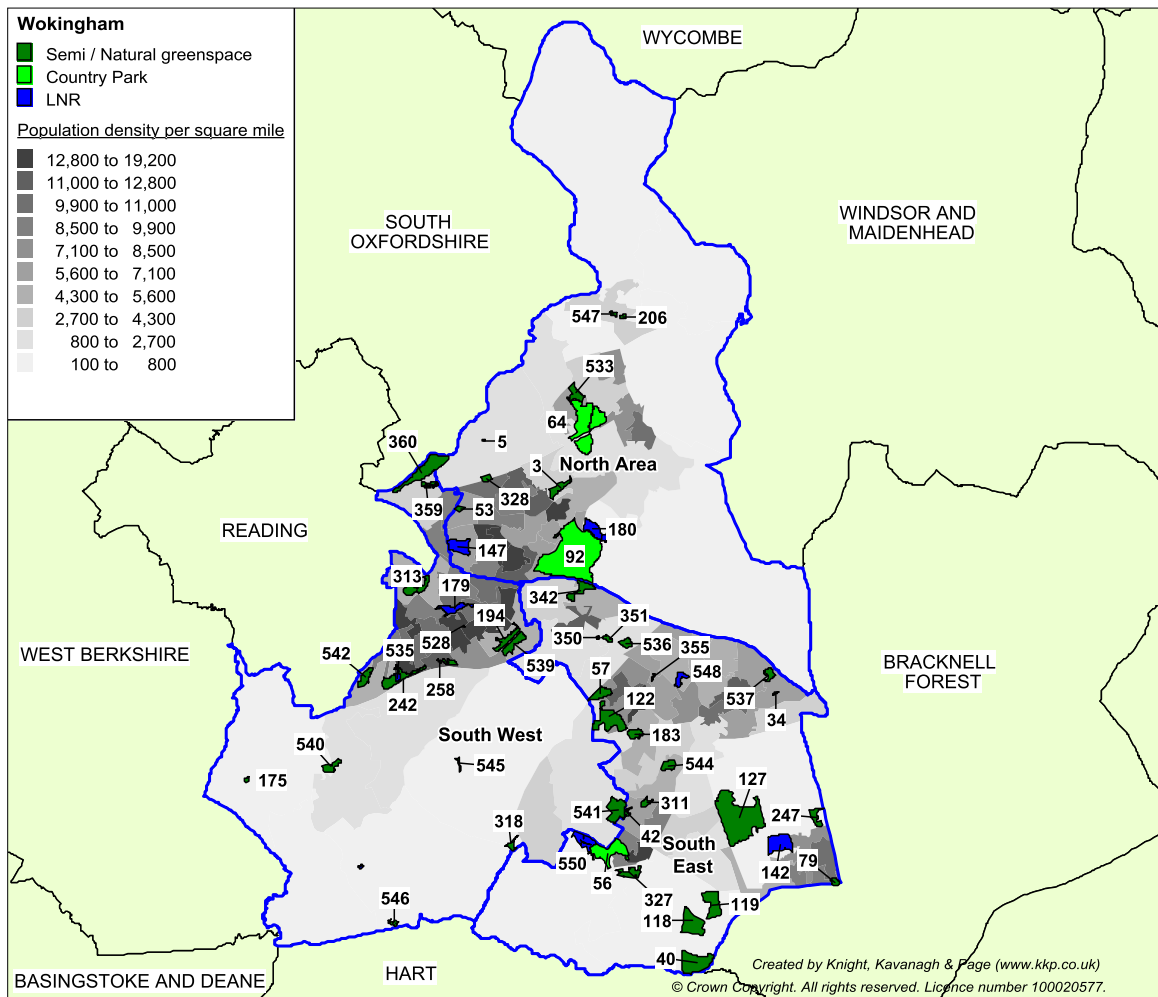 Wokingham
Semi / Natural greenspace
Country Park
LNR
Population density per square mile
12,800 to 19,200
11,000 to 12,800
9,900 to 11,000
8,500 to 9,900
7,100 to 8,500
5,600 to 7,100
4,300 to 5,600
2,700 to 4,300
800 to 2,700
100 to 800
WYCOMBE
SOUTH
OXFORDSHIRE
WINDSOR AND
MAIDENHEAD
547
206
533
64
5
360
3
North Area
328
359
53
READING
180
147
92
313
179
342
194
351
350
528
536
355
WEST BERKSHIRE
542
535
539
57
548
BRACKNELL
FOREST
258
122
537
242
34
South West
183
540
545
544
175
127
311
541
247
318
42
South
East
550
79
142
56
327
119
118
546
40
BASINGSTOKE AND DEANE
HART
Created by Knight, Kavanagh & Page (www.kkp.co.uk)
© Crown Copyright. All rights reserved. Licence number 100020577.